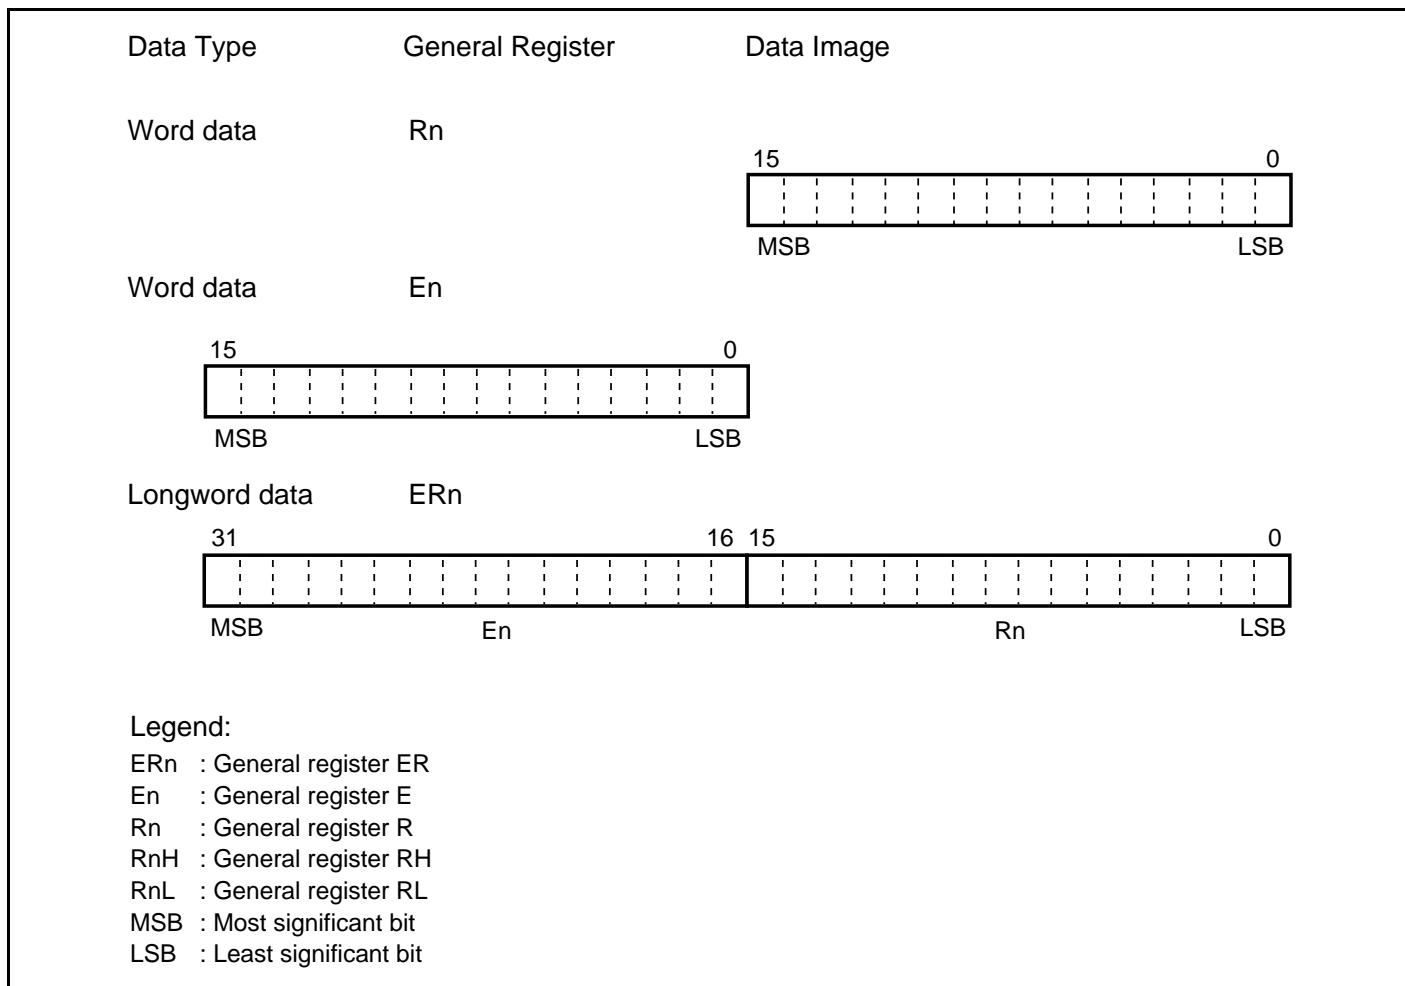 Data Type General Register Data Image
Word data Rn
15 0
MSB LSB
Word data En
15 0
MSB LSB
Longword data ERn
31 16 15 0
MSB En Rn LSB
Legend:
ERn : General register ER
En : General register E
Rn : General register R
RnH : General register RH
RnL : General register RL
MSB : Most significant bit
LSB : Least significant bit